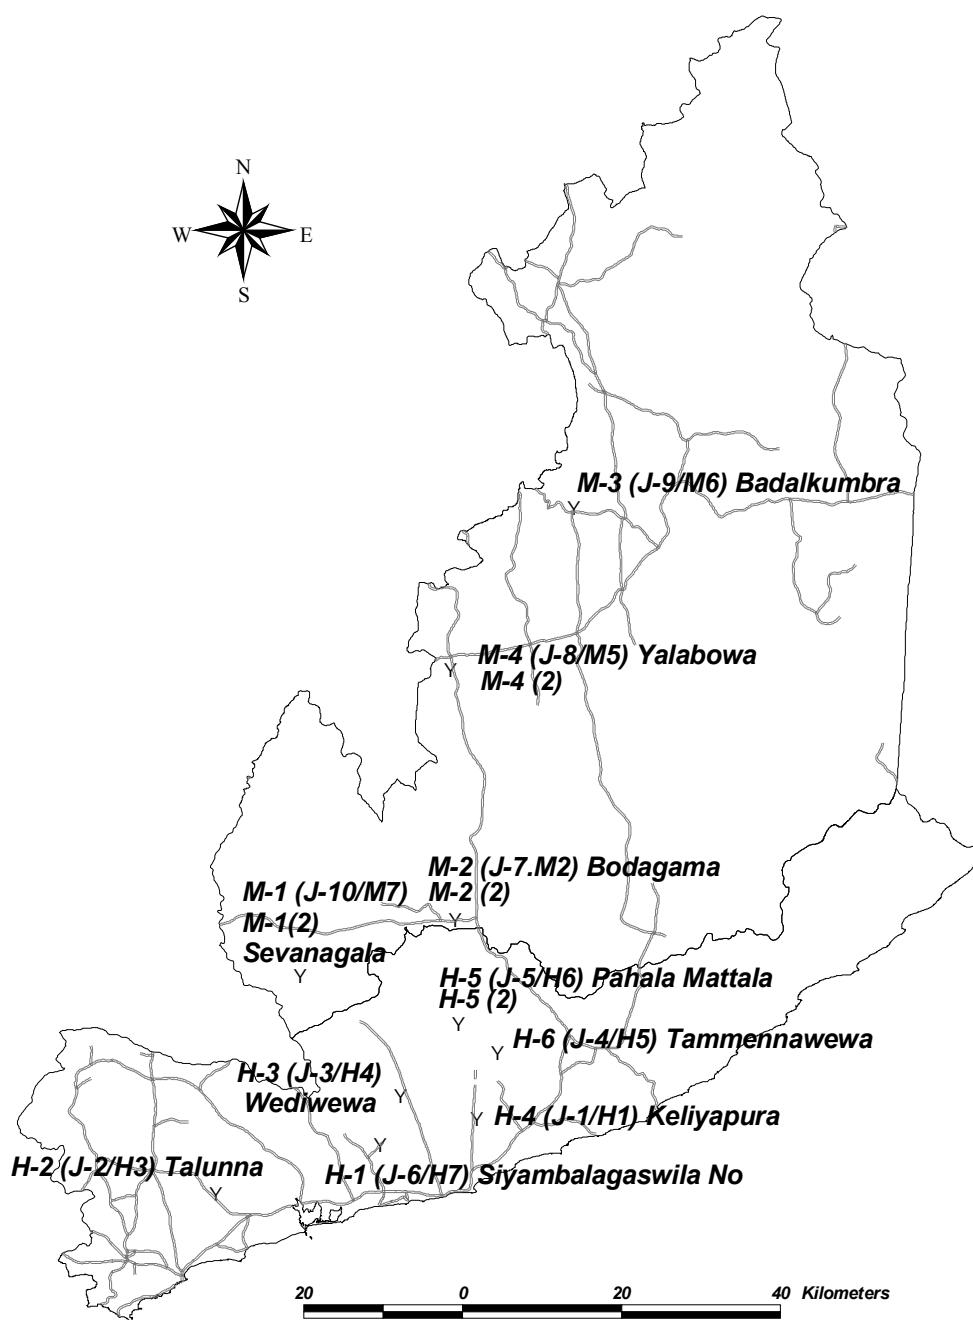 N
W E
S
M-3 (J-9/M6) Badalkumbra
Y
M-4 (J-8/M5) Yalabowa
Y
M-4 (2)
M-2 (J-7.M2) Bodagama
M-1 (J-10/M7)
M-2 (2)
Y
M-1(2)
Sevanagala
Y
H-5 (J-5/H6) Pahala Mattala
H-5 (2)
Y
H-6 (J-4/H5) Tammennawewa
Y
H-3 (J-3/H4)
Wediwewa
Y
H-4 (J-1/H1) Keliyapura
Y
Y
H-2 (J-2/H3) Talunna
H-1 (J-6/H7) Siyambalagaswila No
Y
20 0 20 40 Kilometers